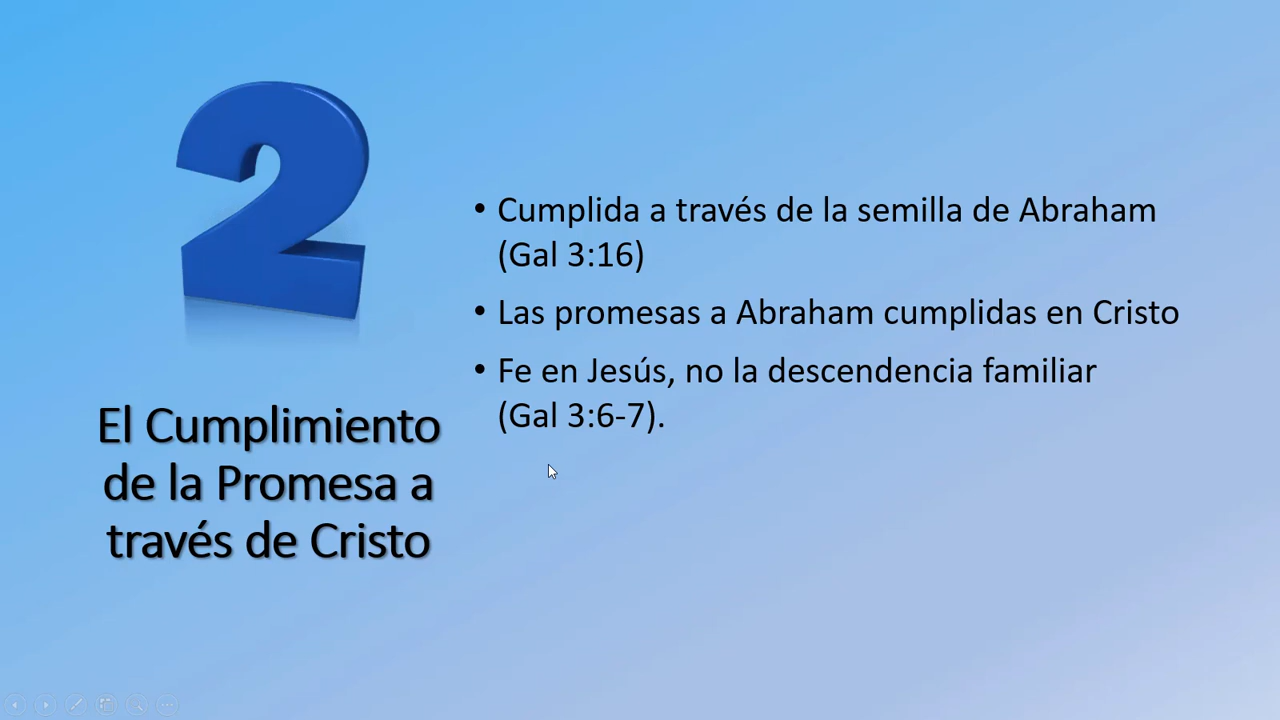 2
El Cumplimiento
de la Promesa a
través de Cristo
• Cumplida a través de la semilla de Abraham
(Gal 3:16)
• Las promesas a Abraham cumplidas en Cristo
• Fe en Jesús, no la descendencia familiar
(Gal 3:6-7).